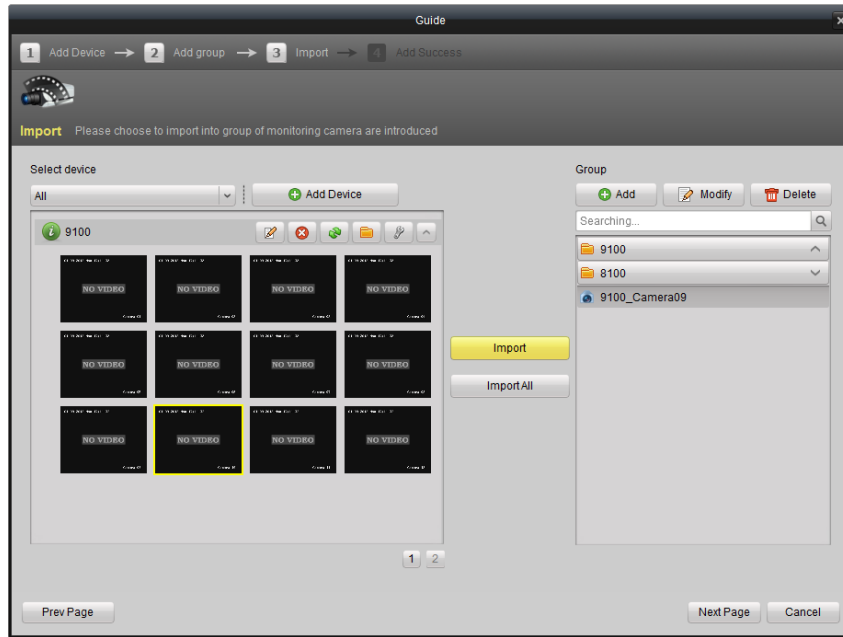 Guide
1 Add Device → 2 Add group → 3 Import → 4 Add Success
Import Please choose to import into group of monitoring camera are introduced
Select device
Group
All
Add Device
Add
Modify
Delete
Searching...
9100
9100
8100
9100_Camera09
NO VIDEO NO VIDEO NO VIDEO NO VIDEO
NO VIDEO NO VIDEO NO VIDEO NO VIDEO
NO VIDEO NO VIDEO NO VIDEO NO VIDEO
Import
Import All
1 2
Prev Page
Next Page
Cancel